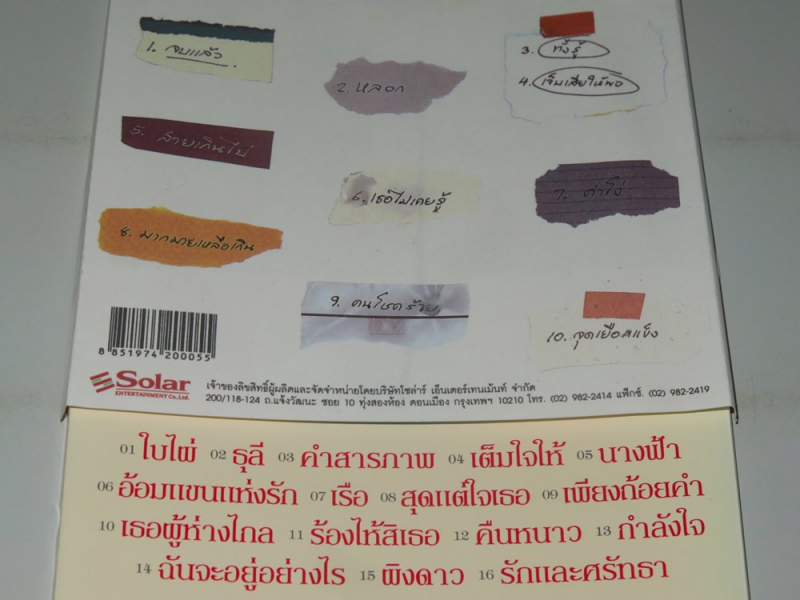 1. จบแล้ว
2. หลอก
3. ทั้งรู้
4. เจ็บเสียให้พอ
5. สายเกินไป
6. เธอไม่เคยรู้
7. ตาโง่
8. มากมายเหลือเกิน
9. คนโชคร้าย
10. จุดเยือกแข็ง
8 851974 200055
Solar
ENTERTAINMENT Co., Ltd.
เจ้าของลิขสิทธิ์ผู้ผลิตและจัดจำหน่ายโดยบริษัทโซล่าร์ เอ็นเตอร์เทนเม้นท์ จำกัด
200/118-124 ถ.แจ้งวัฒนะ ซอย 10 ทุ่งสองห้อง ดอนเมือง กรุงเทพฯ 10210 โทร. (02) 982-2414 แฟ็กซ์. (02) 982-2419
01 ใบไผ่ 02 ธุลี 03 คำสารภาพ 04 เต็มใจให้ 05 นางฟ้า
06 อ้อมแขนแห่งรัก 07 เรือ 08 สุดแต่ใจเธอ 09 เพียงถ้อยคำ
10 เธอผู้ห่างไกล 11 ร้องไห้สิเธอ 12 คืนหนาว 13 กำลังใจ
14 ฉันจะอยู่อย่างไร 15 ผิงดาว 16 รักและศรัทธา